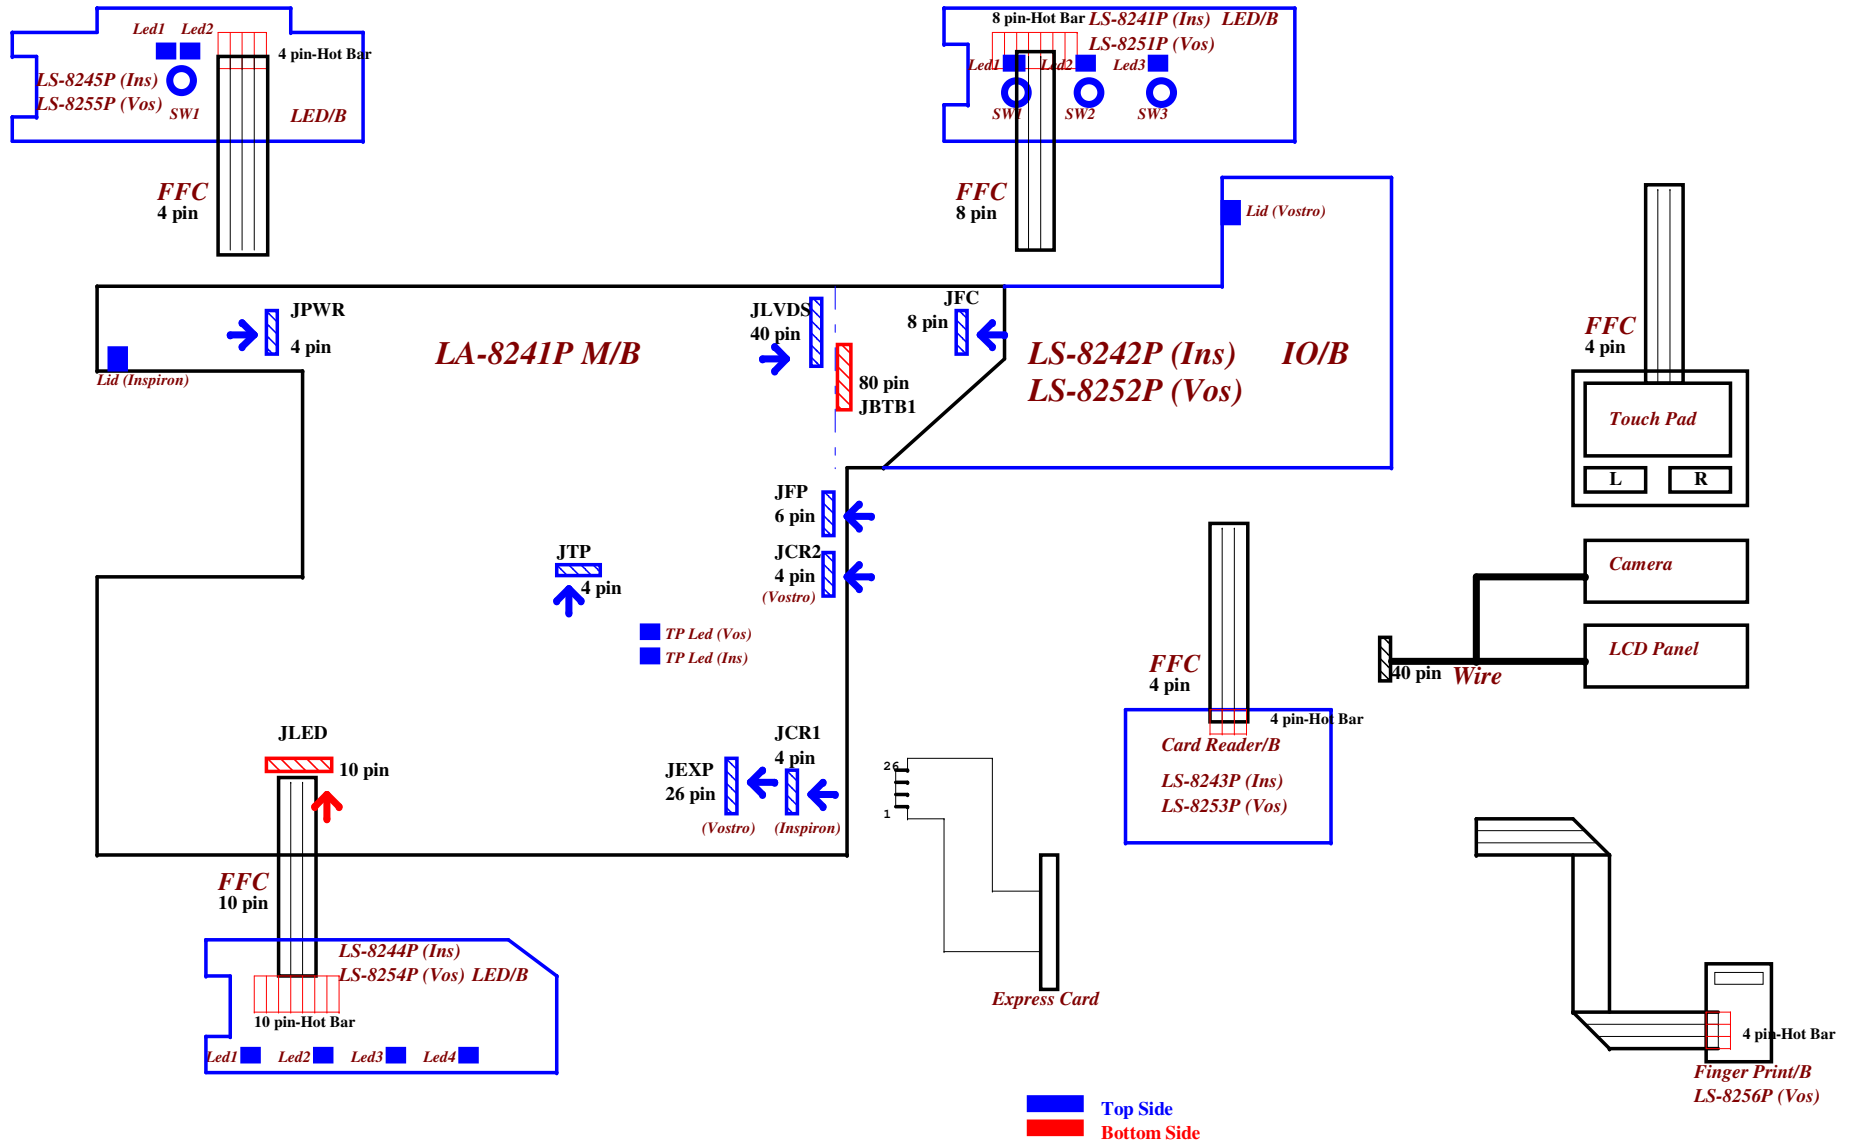 Led1 Led2
4 pin-Hot Bar
LS-8245P (Ins)
LS-8255P (Vos)
SW1
LED/B
FFC
4 pin
8 pin-Hot Bar LS-8241P (Ins) LED/B
LS-8251P (Vos)
Led1 Led2 Led3
SW1 SW2 SW3
FFC
8 pin
Lid (Vostro)
JPWR
4 pin
Lid (Inspiron)
LA-8241P M/B
JLVDS
40 pin
80 pin
JBTB1
JFC
8 pin
LS-8242P (Ins) IO/B
LS-8252P (Vos)
FFC
4 pin
Touch Pad
L R
JFP
6 pin
JCR2
4 pin
(Vostro)
JTP
4 pin
TP Led (Vos)
TP Led (Ins)
Camera
LCD Panel
40 pin Wire
FFC
4 pin
4 pin-Hot Bar
Card Reader/B
LS-8243P (Ins)
LS-8253P (Vos)
JLED
10 pin
JEXP
26 pin
(Vostro)
JCR1
4 pin
(Inspiron)
26
1
Express Card
FFC
10 pin
LS-8244P (Ins)
LS-8254P (Vos) LED/B
10 pin-Hot Bar
Led1 Led2 Led3 Led4
4 pin-Hot Bar
Finger Print/B
LS-8256P (Vos)
Top Side
Bottom Side